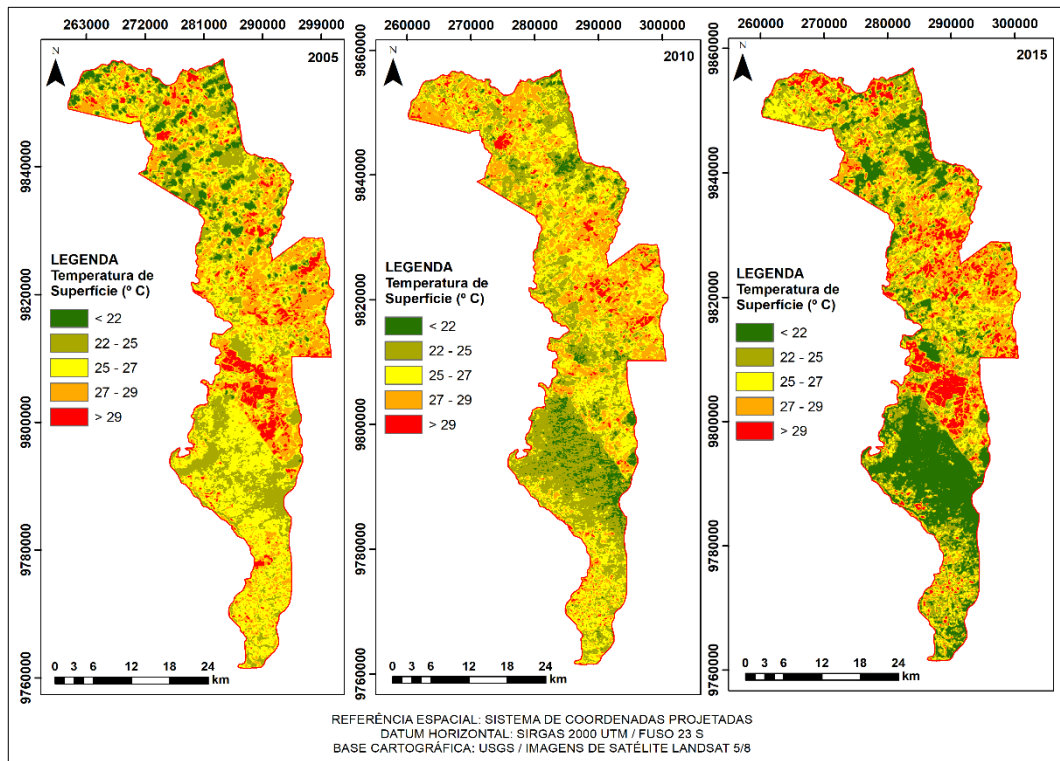 263000 272000 281000 290000 299000
N
2005
9840000
9820000
9800000
9780000
9760000
LEGENDA
Temperatura de
Superfície (º C)
< 22
22 - 25
25 - 27
27 - 29
> 29
0 3 6 12 18 24
km
260000 270000 280000 290000 300000
N
2010
9860000
9840000
9820000
9800000
9780000
9760000
LEGENDA
Temperatura de
Superfície (º C)
< 22
22 - 25
25 - 27
27 - 29
> 29
0 3 6 12 18 24
km
260000 270000 280000 290000 300000
N
2015
9860000
9840000
9820000
9800000
9780000
9760000
LEGENDA
Temperatura de
Superfície (º C)
< 22
22 - 25
25 - 27
27 - 29
> 29
0 3 6 12 18 24
km
REFERÊNCIA ESPACIAL: SISTEMA DE COORDENADAS PROJETADAS
DATUM HORIZONTAL: SIRGAS 2000 UTM / FUSO 23 S
BASE CARTOGRÁFICA: USGS / IMAGENS DE SATÉLITE LANDSAT 5/8